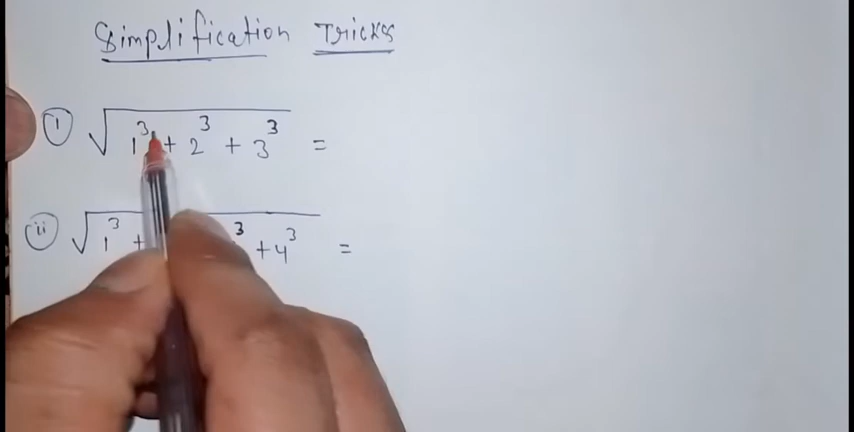 Simplification Tricks
(i) √1³ + 2³ + 3³ =
(ii) √1³ + ³ + 4³ =